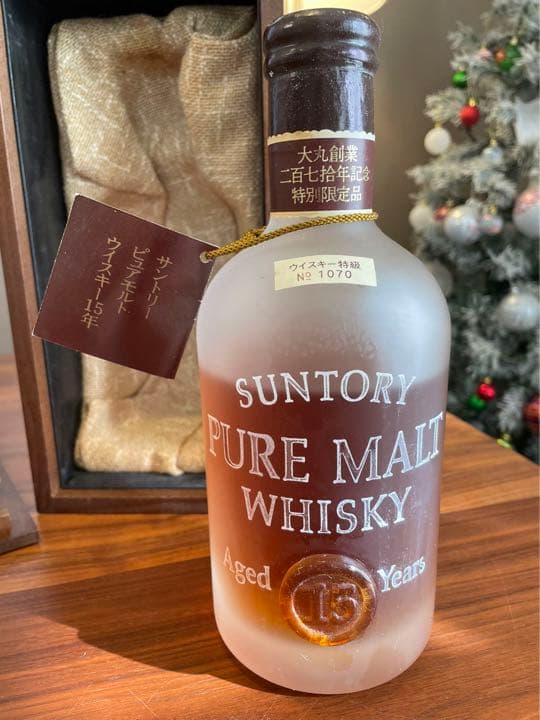 大丸創業
二百七拾年記念
特別限定品
ウイスキー特級
№ 1070
サントリー
ピュアモルト
ウイスキー15年
SUNTORY
PURE MALT
WHISKY
Aged 15 Years